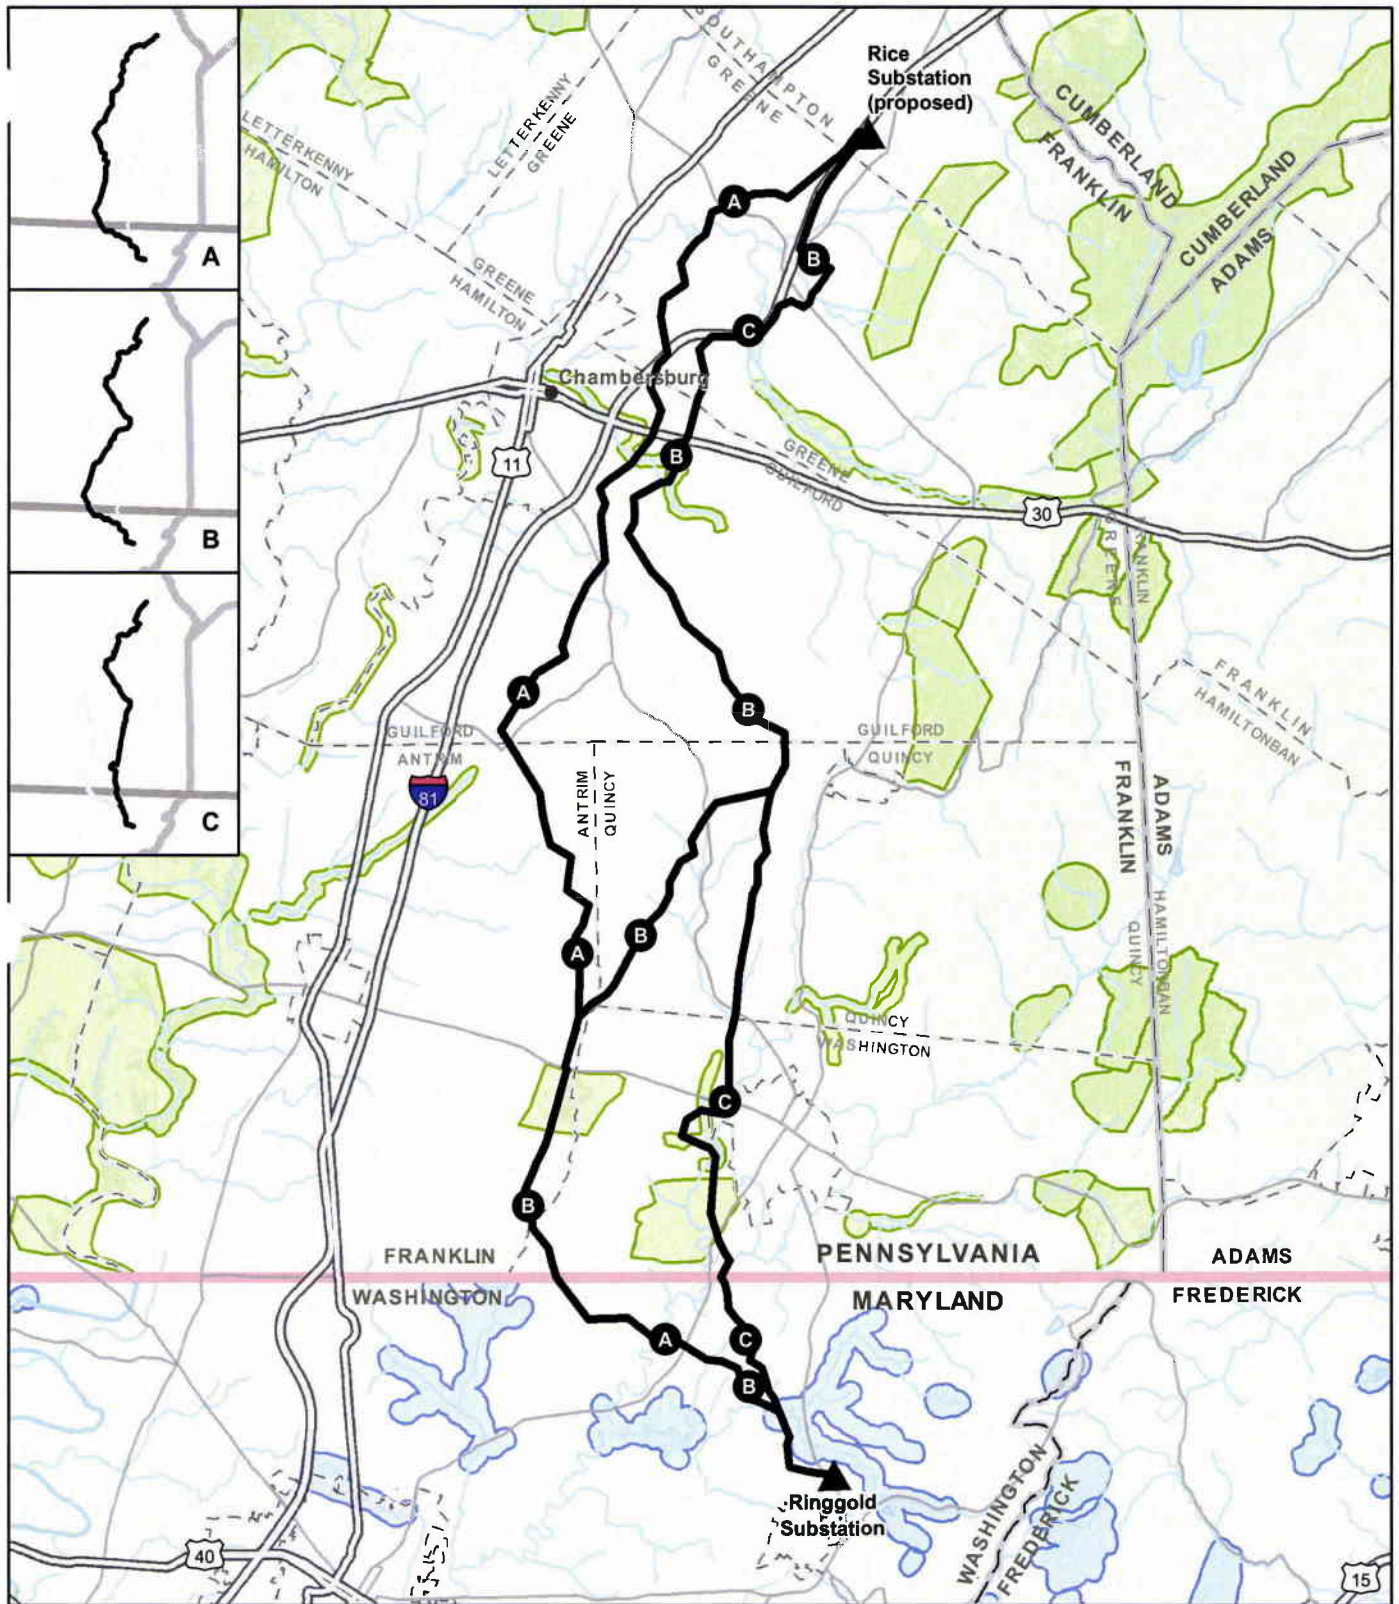 A
B
C
SOUTHAMPTON
GREENE
Rice
Substation
(proposed)
CUMBERLAND
FRANKLIN
CUMBERLAND
ADAMS
LETTERKENNY
GREENE
LETTERKENNY
HAMILTON
A
B
GREENE
HAMILTON
C
Chambersburg
11
B
GREENE
GUILFORD
30
GREENE
FRANKLIN
A
B
FRANKLIN
HAMILTONBAN
GUILFORD
ANTRIM
GUILFORD
QUINCY
81
ANTRIM
QUINCY
ADAMS
FRANKLIN
HAMILTONBAN
QUINCY
B
A
QUINCY
WASHINGTON
C
B
FRANKLIN
WASHINGTON
PENNSYLVANIA
MARYLAND
ADAMS
FREDERICK
A
C
B
Ringgold
Substation
WASHINGTON
FREDERICK
40
15